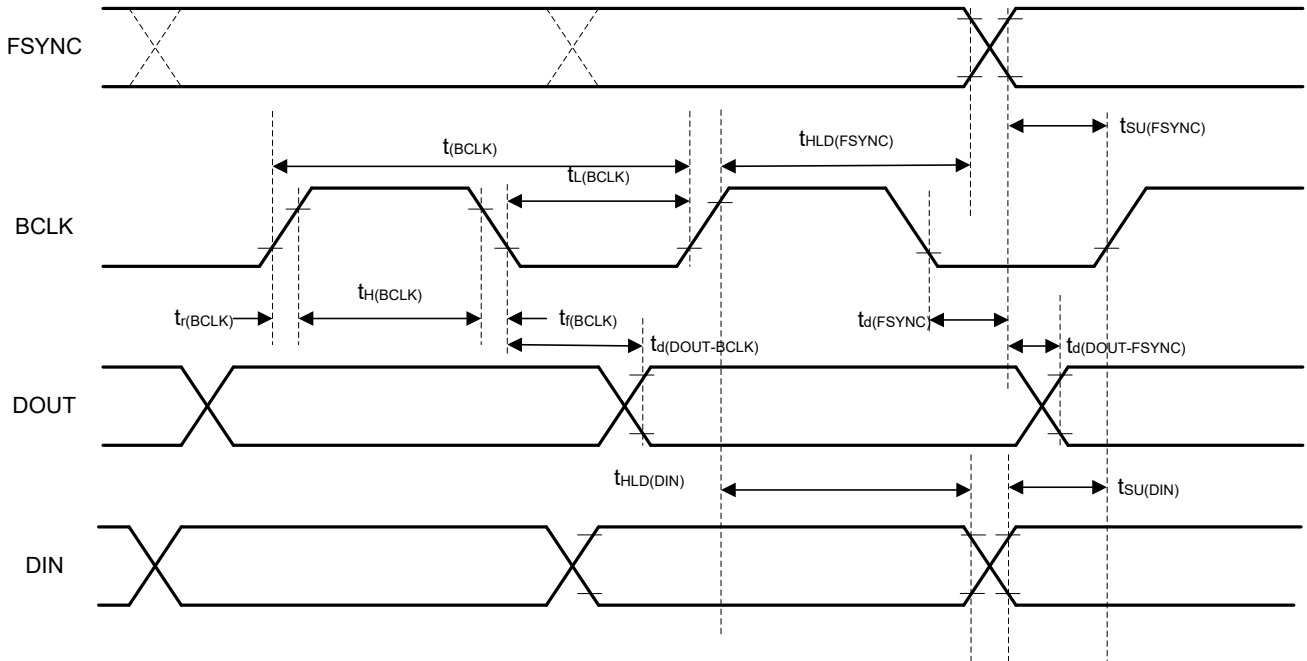 FSYNC
tSU(FSYNC)
tHLD(FSYNC)
t(BCLK)
tL(BCLK)
BCLK
tH(BCLK)
tr(BCLK)
tf(BCLK)
td(FSYNC)
td(DOUT-BCLK)
td(DOUT-FSYNC)
DOUT
tHLD(DIN)
tSU(DIN)
DIN